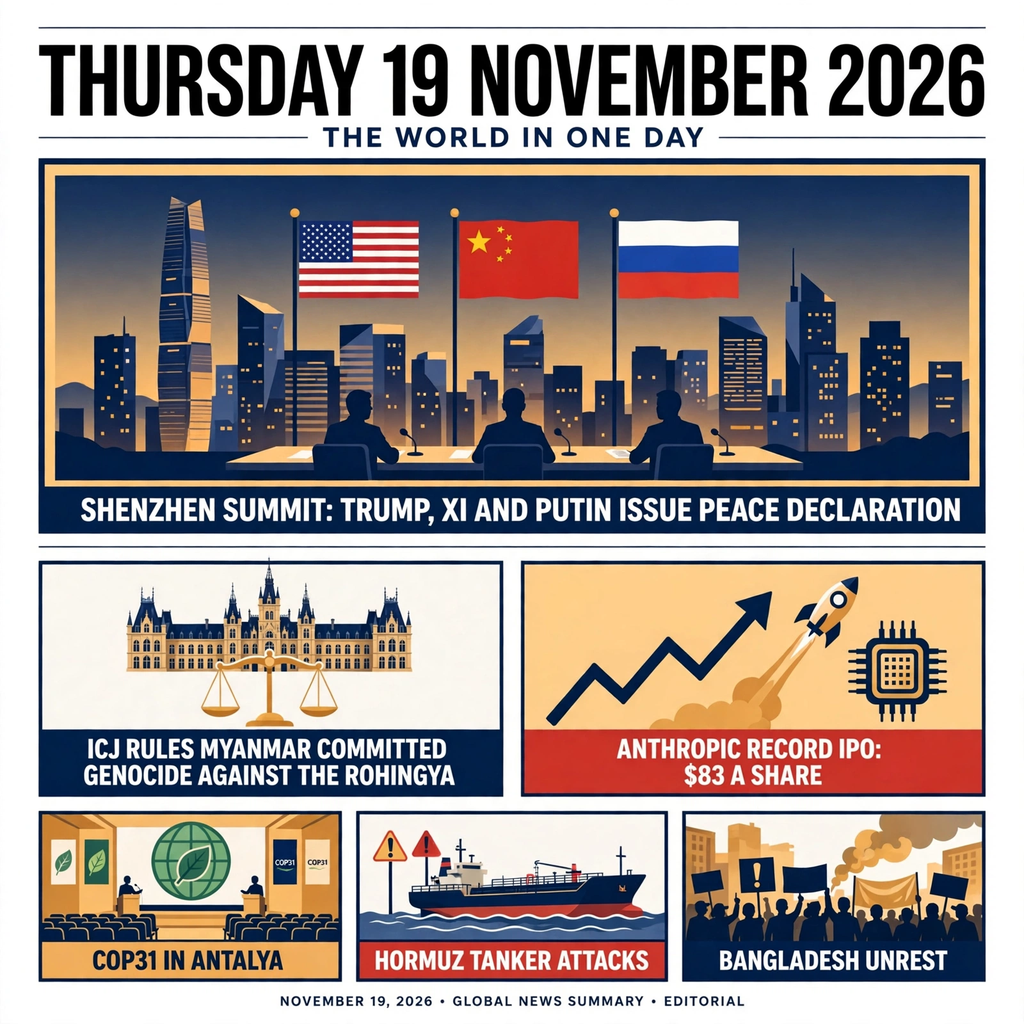 THURSDAY 19 NOVEMBER 2026
THE WORLD IN ONE DAY
SHENZHEN SUMMIT: TRUMP, XI AND PUTIN ISSUE PEACE DECLARATION
ICJ RULES MYANMAR COMMITTED
GENOCIDE AGAINST THE ROHINGYA
ANTHROPIC RECORD IPO:
$83 A SHARE
COP31
COP31
COP31 IN ANTALYA
!
!
HORMUZ TANKER ATTACKS
!
BANGLADESH UNREST
NOVEMBER 19, 2026 • GLOBAL NEWS SUMMARY • EDITORIAL